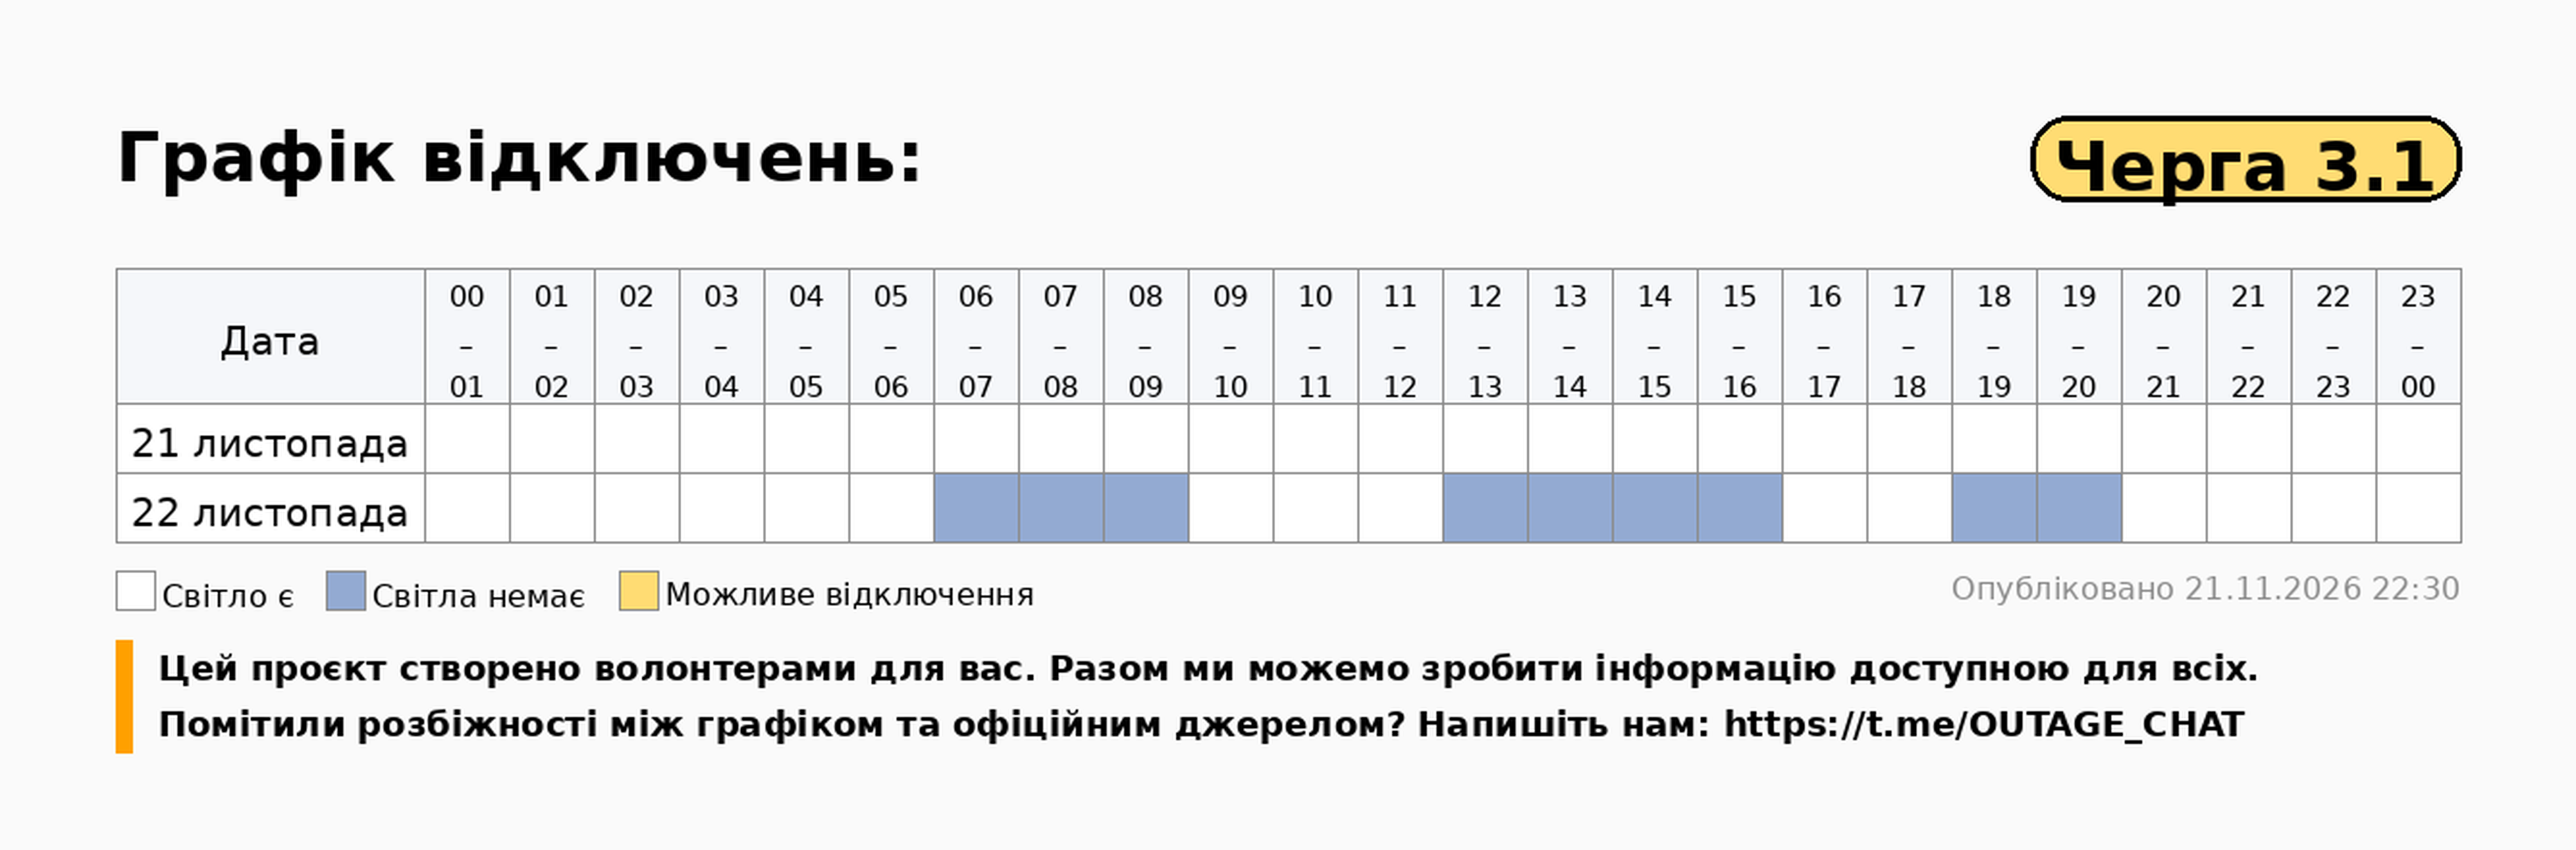 Графік відключень:
Черга 3.1
Дата 00 – 01 01 – 02 02 – 03 03 – 04 04 – 05 05 – 06 06 – 07 07 – 08 08 – 09 09 – 10 10 – 11 11 – 12 12 – 13 13 – 14 14 – 15 15 – 16 16 – 17 17 – 18 18 – 19 19 – 20 20 – 21 21 – 22 22 – 23 23 – 00
21 листопада
22 листопада
Світло є Світла немає Можливе відключення
Опубліковано 21.11.2026 22:30
Цей проєкт створено волонтерами для вас. Разом ми можемо зробити інформацію доступною для всіх.
Помітили розбіжності між графіком та офіційним джерелом? Напишіть нам: https://t.me/OUTAGE_CHAT